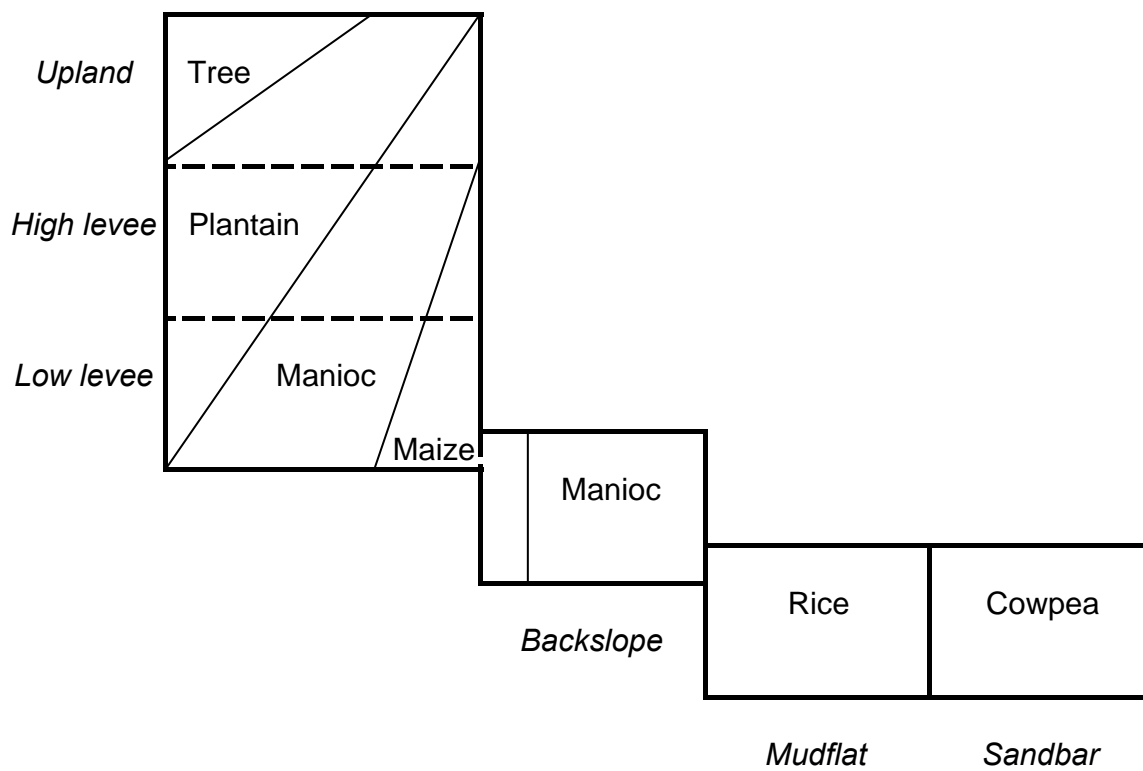 Upland
Tree
High levee
Plantain
Low levee
Manioc
Maize
Manioc
Backslope
Rice
Cowpea
Mudflat
Sandbar